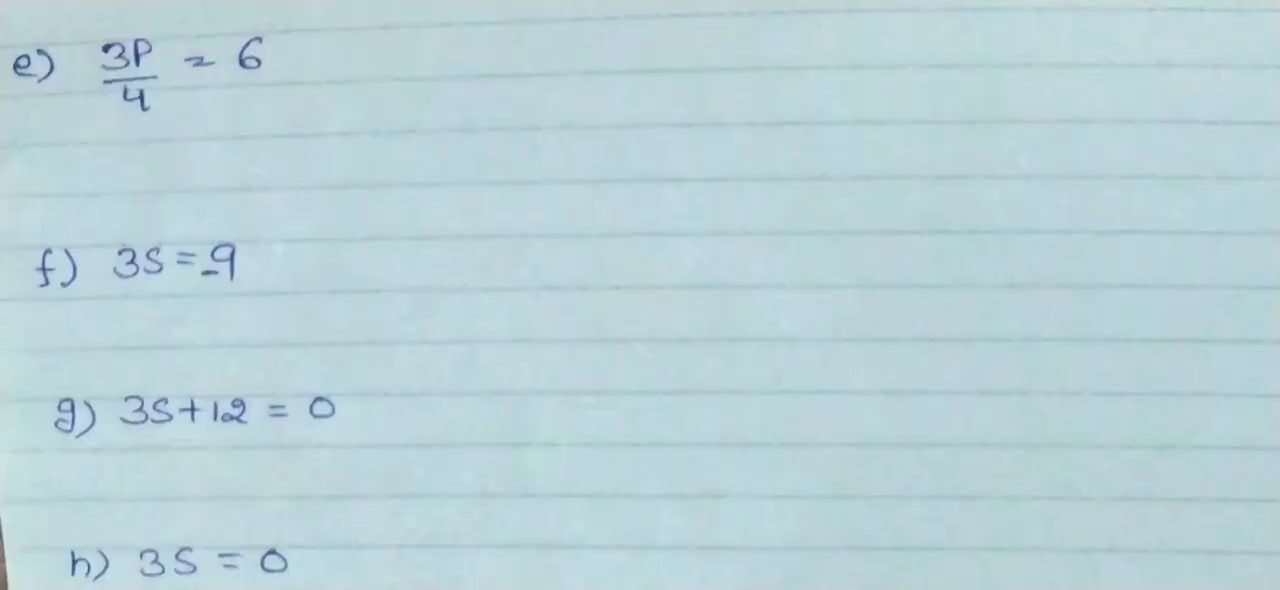 e) 3P/4 = 6
f) 3S = -9
g) 3S+12 = 0
h) 3S = 0